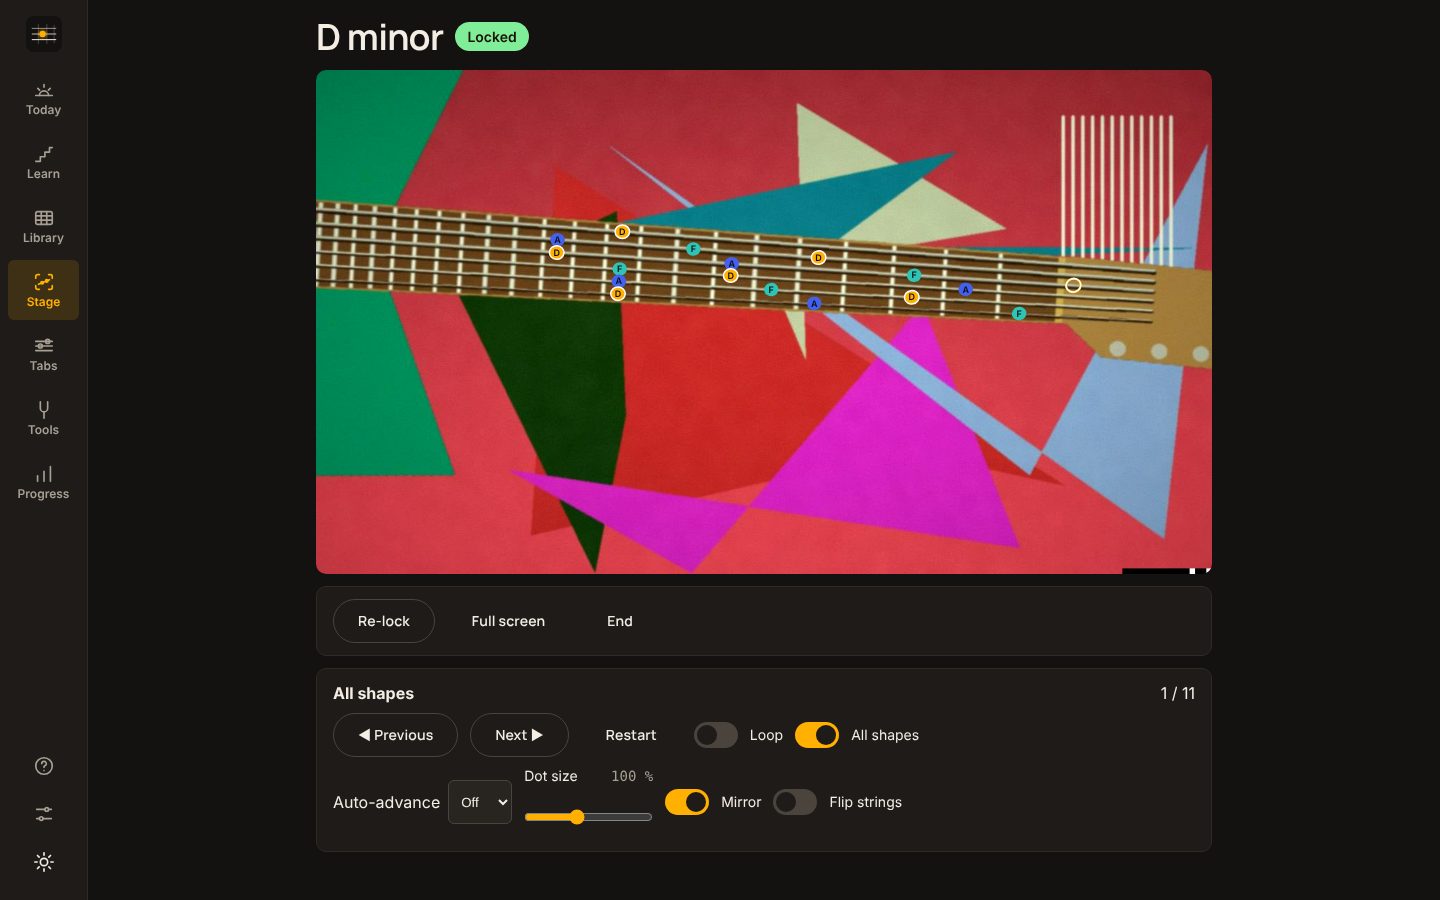 D minor
Locked
Today
Learn
Library
Stage
Tabs
Tools
Progress
D
A
D
F
D
F
A
F
A
D
D
A
D
F
F
A
D
A
F
Re-lock
Full screen
End
All shapes
1 / 11
◀ Previous
Next ▶
Restart
Loop
All shapes
Auto-advance
Off
Dot size
100 %
Mirror
Flip strings